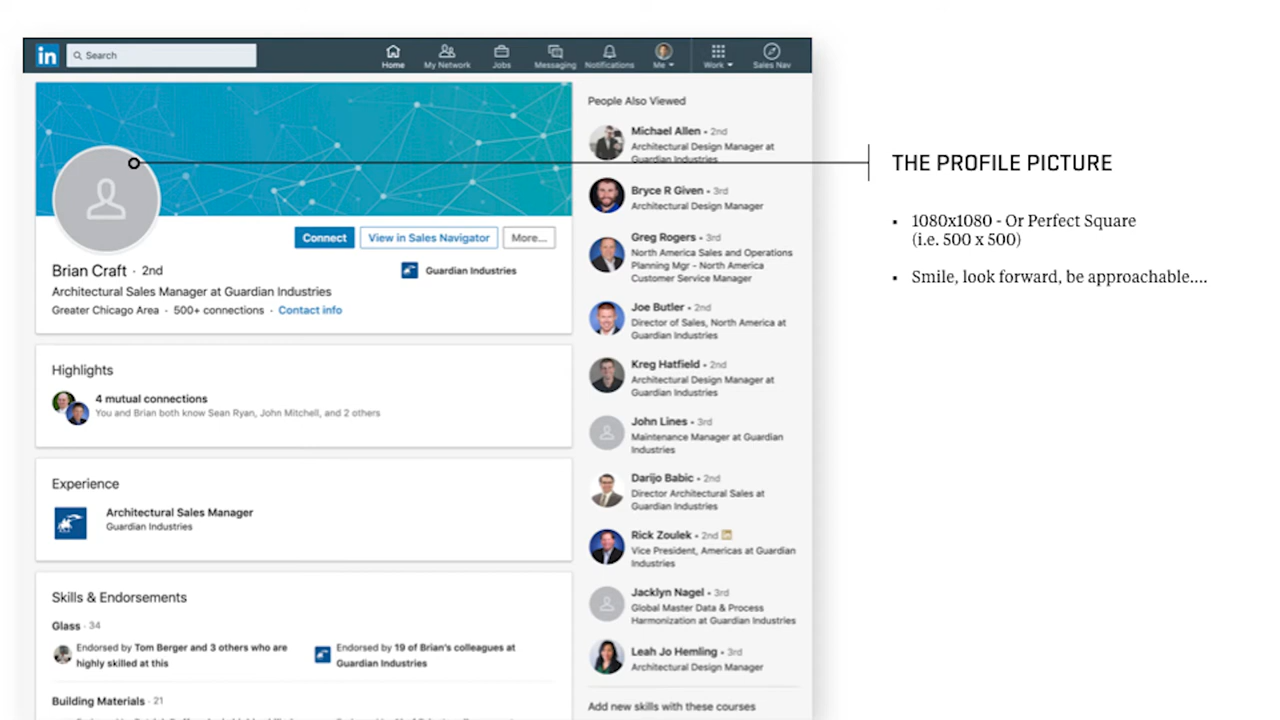 in
Search
Home
My Network
Jobs
Messaging
Notifications
Me
Work
Sales Nav
Connect
View in Sales Navigator
More...
Brian Craft · 2nd
Guardian Industries
Architectural Sales Manager at Guardian Industries
Greater Chicago Area · 500+ connections · Contact info
Highlights
4 mutual connections
You and Brian both know Sean Ryan, John Mitchell, and 2 others
Experience
Architectural Sales Manager
Guardian Industries
Skills & Endorsements
Glass · 34
Endorsed by Tom Berger and 3 others who are
highly skilled at this
Endorsed by 19 of Brian's colleagues at
Guardian Industries
Building Materials · 21
People Also Viewed
Michael Allen • 2nd
Architectural Design Manager at
Guardian Industries
Bryce R Given • 3rd
Architectural Design Manager
Greg Rogers • 3rd
North America Sales and Operations
Planning Mgr - North America
Customer Service Manager
Joe Butler • 2nd
Director of Sales, North America at
Guardian Industries
Kreg Hatfield • 2nd
Architectural Design Manager at
Guardian Industries
John Lines • 3rd
Maintenance Manager at Guardian
Industries
Darijo Babic • 2nd
Director Architectural Sales at
Guardian Industries
Rick Zoulek • 2nd
Vice President, Americas at Guardian
Industries
Jacklyn Nagel • 3rd
Global Master Data & Process
Harmonization at Guardian Industries
Leah Jo Hemling • 3rd
Architectural Design Manager
Add new skills with these courses
THE PROFILE PICTURE
▪ 1080x1080 - Or Perfect Square
(i.e. 500 x 500)
▪ Smile, look forward, be approachable....